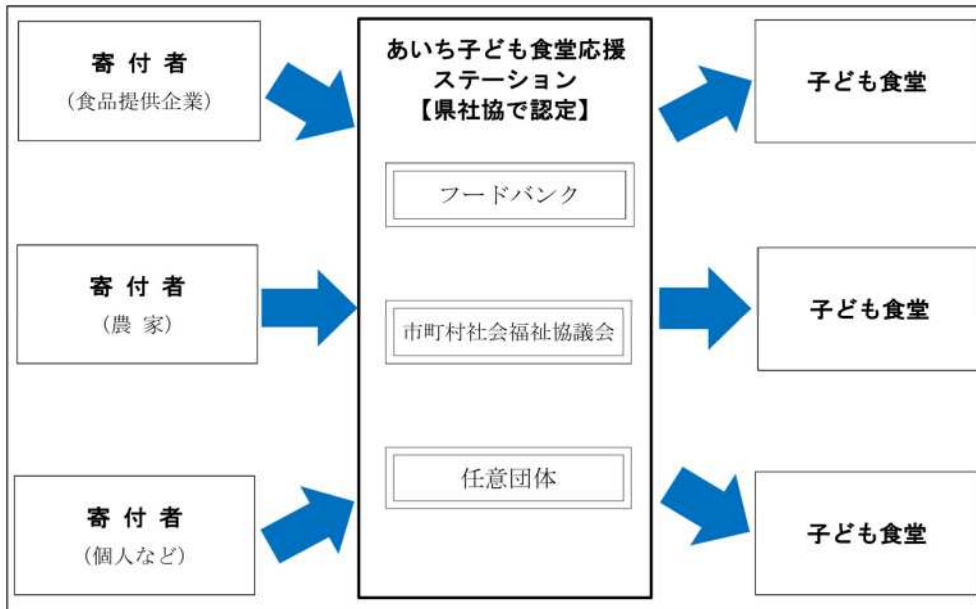 寄 付 者
(食品提供企業)
寄 付 者
(農 家)
寄 付 者
(個人など)
あいち子ども食堂応援
ステーション
【県社協で認定】
フードバンク
市町村社会福祉協議会
任意団体
子ども食堂
子ども食堂
子ども食堂